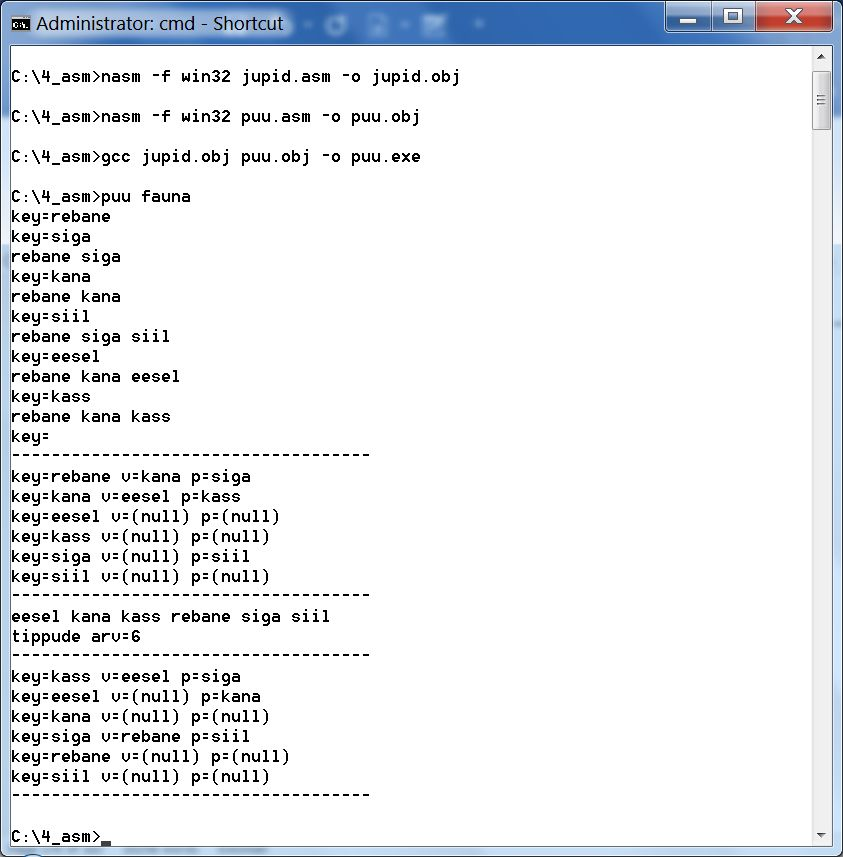 Administrator: cmd - Shortcut
C:\4_asm>nasm -f win32 jupid.asm -o jupid.obj
C:\4_asm>nasm -f win32 puu.asm -o puu.obj
C:\4_asm>gcc jupid.obj puu.obj -o puu.exe
C:\4_asm>puu fauna
key=rebane
key=siga
rebane siga
key=kana
rebane kana
key=siil
rebane siga siil
key=eesel
rebane kana eesel
key=kass
rebane kana kass
key=
------------------------------------
key=rebane v=kana p=siga
key=kana v=eesel p=kass
key=eesel v=(null) p=(null)
key=kass v=(null) p=(null)
key=siga v=(null) p=siil
key=siil v=(null) p=(null)
------------------------------------
eesel kana kass rebane siga siil
tippude arv=6
------------------------------------
key=kass v=eesel p=siga
key=eesel v=(null) p=kana
key=kana v=(null) p=(null)
key=siga v=rebane p=siil
key=rebane v=(null) p=(null)
key=siil v=(null) p=(null)
------------------------------------
C:\4_asm>_